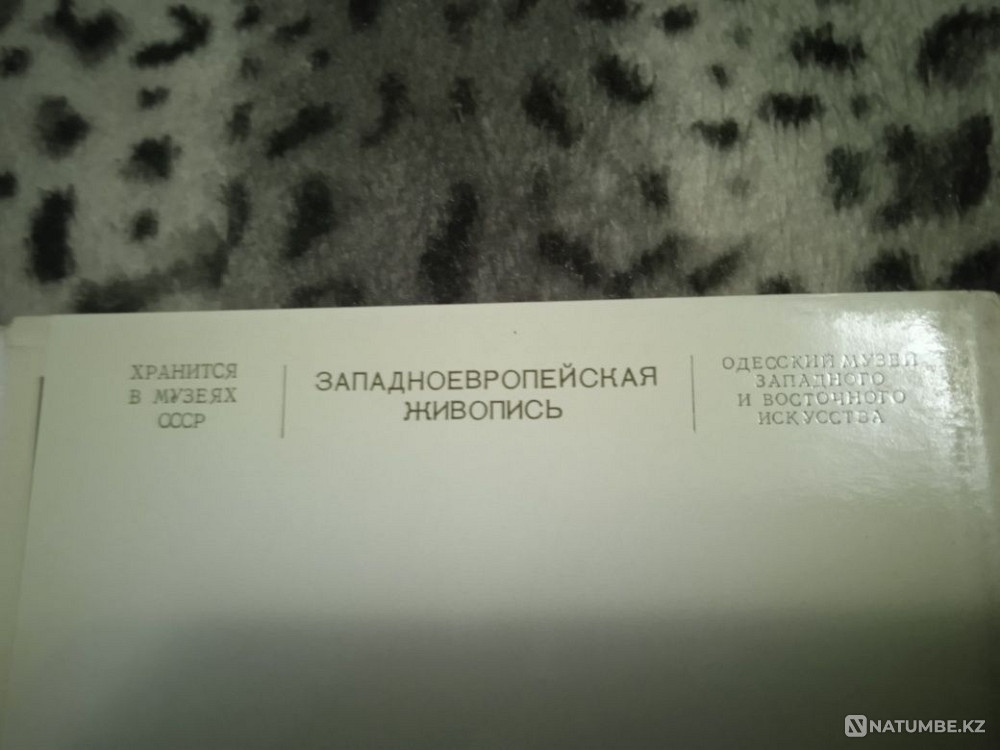 ХРАНИТСЯ
В МУЗЕЯХ
СССР
ЗАПАДНОЕВРОПЕЙСКАЯ
ЖИВОПИСЬ
ОДЕССКИЙ МУЗЕЙ
ЗАПАДНОГО
И ВОСТОЧНОГО
ИСКУССТВА
NATUMBE.KZ